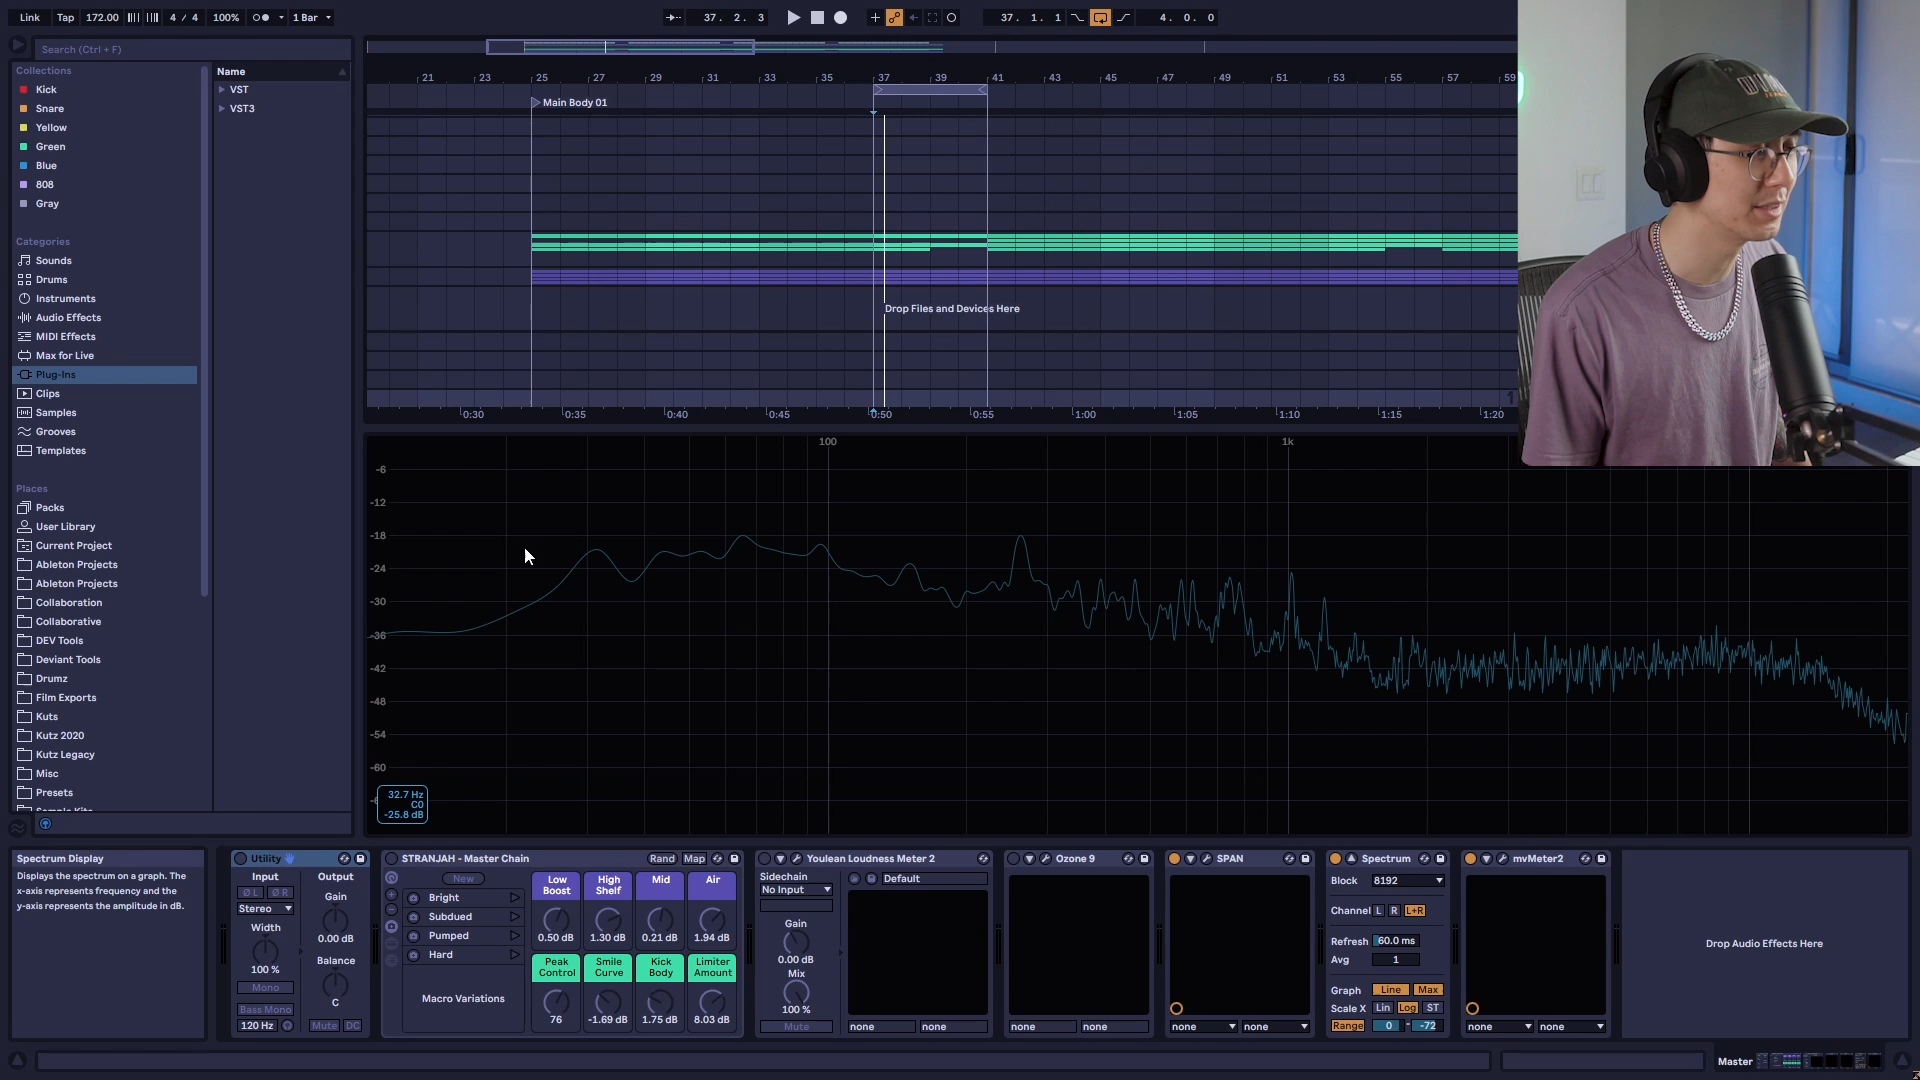 Link Tap 172.00 4 / 4 100% 1 Bar 37. 2. 3 37. 1. 1 4. 0. 0
Search (Ctrl + F)
Collections
Kick
Snare
Yellow
Green
Blue
808
Gray
Categories
Sounds
Drums
Instruments
Audio Effects
MIDI Effects
Max for Live
Plug-Ins
Clips
Samples
Grooves
Templates
Places
Packs
User Library
Current Project
Ableton Projects
Ableton Projects
Collaboration
Collaborative
DEV Tools
Deviant Tools
Drumz
Film Exports
Kuts
Kutz 2020
Kutz Legacy
Misc
Presets
Name
VST
VST3
21 23 25 27 29 31 33 35 37 39 41 43 45 47 49 51 53 55 57 59
Main Body 01
Drop Files and Devices Here
0:30 0:35 0:40 0:45 0:50 0:55 1:00 1:05 1:10 1:15 1:20
100 1k
-6
-12
-18
-24
-30
-36
-42
-48
-54
-60
32.7 Hz
C0
-25.8 dB
Spectrum Display
Displays the spectrum on a graph. The
x-axis represents frequency and the
y-axis represents the amplitude in dB.
Utility
Input Output
Ø L Ø R
Gain
Stereo
Width
0.00 dB
Balance
100 %
Mono
C
Bass Mono
120 Hz
Mute DC
STRANJAH - Master Chain Rand Map
New
Bright
Subdued
Pumped
Hard
Macro Variations
Low Boost High Shelf Mid Air
0.50 dB 1.30 dB 0.21 dB 1.94 dB
Peak Control Smile Curve Kick Body Limiter Amount
76 -1.69 dB 1.75 dB 8.03 dB
Youlean Loudness Meter 2
Sidechain
No Input
Default
Gain
0.00 dB
Mix
100 %
Mute
none none
Ozone 9
none none
SPAN
none none
Spectrum
Block 8192
Channel L R L+R
Refresh 60.0 ms
Avg 1
Graph Line Max
Scale X Lin Log ST
Range 0 - -72
mvMeter2
none none
Drop Audio Effects Here
Master